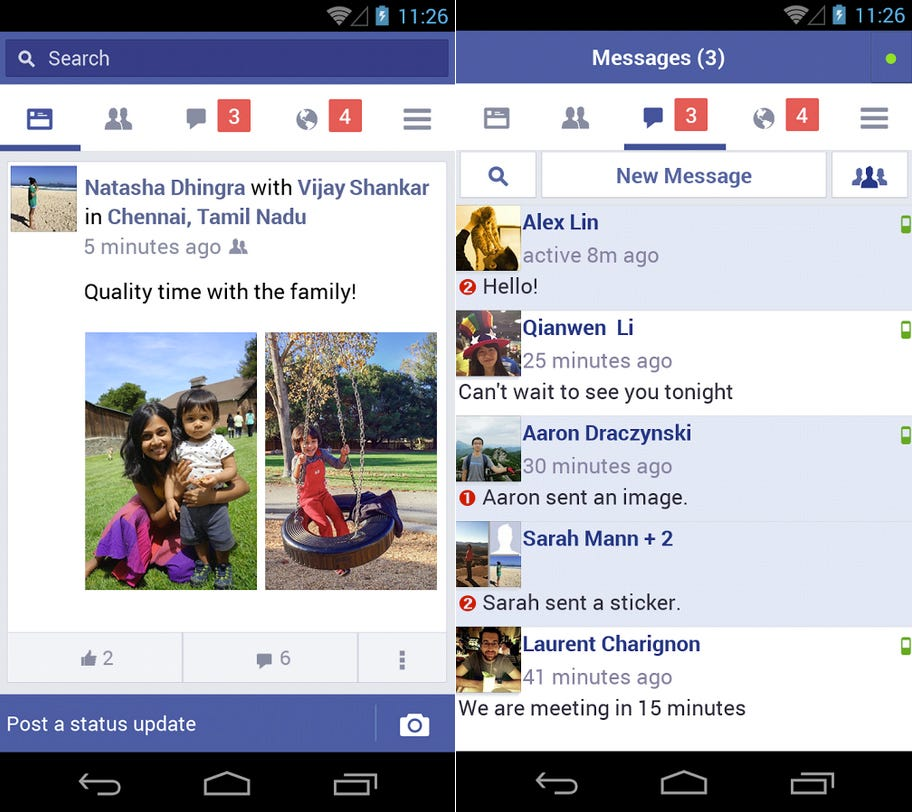 11:26
Search
3
4
Natasha Dhingra with Vijay Shankar
in Chennai, Tamil Nadu
5 minutes ago
Quality time with the family!
2
6
Post a status update
11:26
Messages (3)
3
4
New Message
Alex Lin
active 8m ago
2 Hello!
Qianwen Li
25 minutes ago
Can't wait to see you tonight
Aaron Draczynski
30 minutes ago
1 Aaron sent an image.
Sarah Mann + 2
2 Sarah sent a sticker.
Laurent Charignon
41 minutes ago
We are meeting in 15 minutes